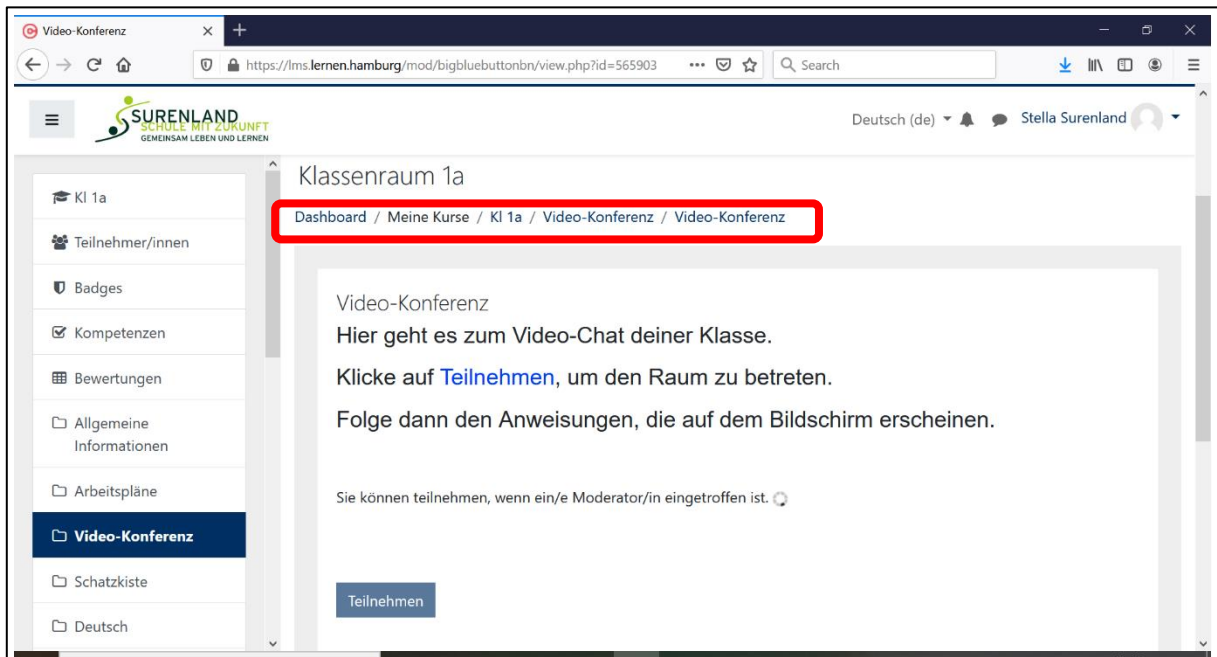 Video-Konferenz
https://lms.lernen.hamburg/mod/bigbluebuttonbn/view.php?id=565903
Search
SURENLAND
SCHULE MIT ZUKUNFT
GEMEINSAM LEBEN UND LERNEN
Deutsch (de)
Stella Surenland
Kl 1a
Teilnehmer/innen
Badges
Kompetenzen
Bewertungen
Allgemeine
Informationen
Arbeitspläne
Video-Konferenz
Schatzkiste
Deutsch
Klassenraum 1a
Dashboard / Meine Kurse / Kl 1a / Video-Konferenz / Video-Konferenz
Video-Konferenz
Hier geht es zum Video-Chat deiner Klasse.
Klicke auf Teilnehmen, um den Raum zu betreten.
Folge dann den Anweisungen, die auf dem Bildschirm erscheinen.
Sie können teilnehmen, wenn ein/e Moderator/in eingetroffen ist.
Teilnehmen